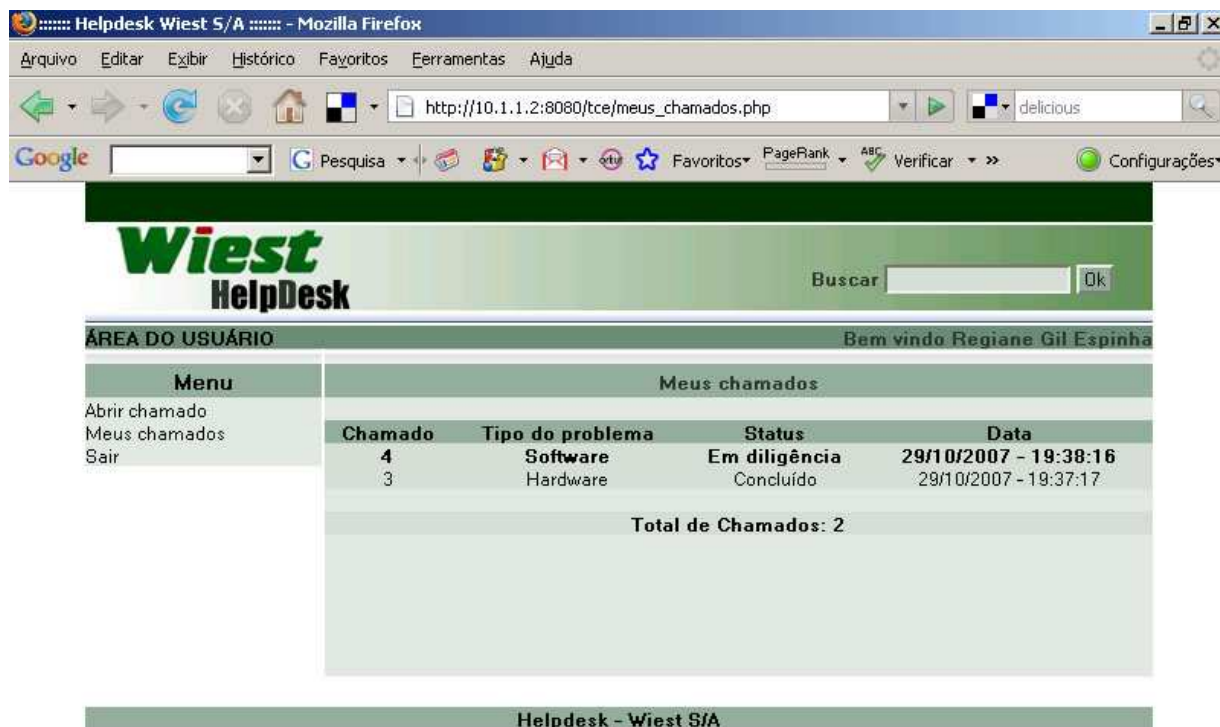 ::::::: Helpdesk Wiest S/A ::::::: - Mozilla Firefox
Arquivo Editar Exibir Histórico Favoritos Ferramentas Ajuda
http://10.1.1.2:8080/tce/meus_chamados.php delicious
Google Pesquisa Favoritos PageRank ABC Verificar » Configurações
Wiest
HelpDesk
Buscar Ok
ÁREA DO USUÁRIO Bem vindo Regiane Gil Espinha
Menu
Abrir chamado
Meus chamados
Sair
Meus chamados
Chamado Tipo do problema Status Data
4 Software Em diligência 29/10/2007 - 19:38:16
3 Hardware Concluído 29/10/2007 - 19:37:17
Total de Chamados: 2
Helpdesk - Wiest S/A